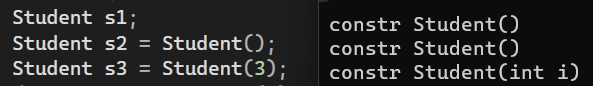 Student s1;
Student s2 = Student();
Student s3 = Student(3);
constr Student()
constr Student()
constr Student(int i)